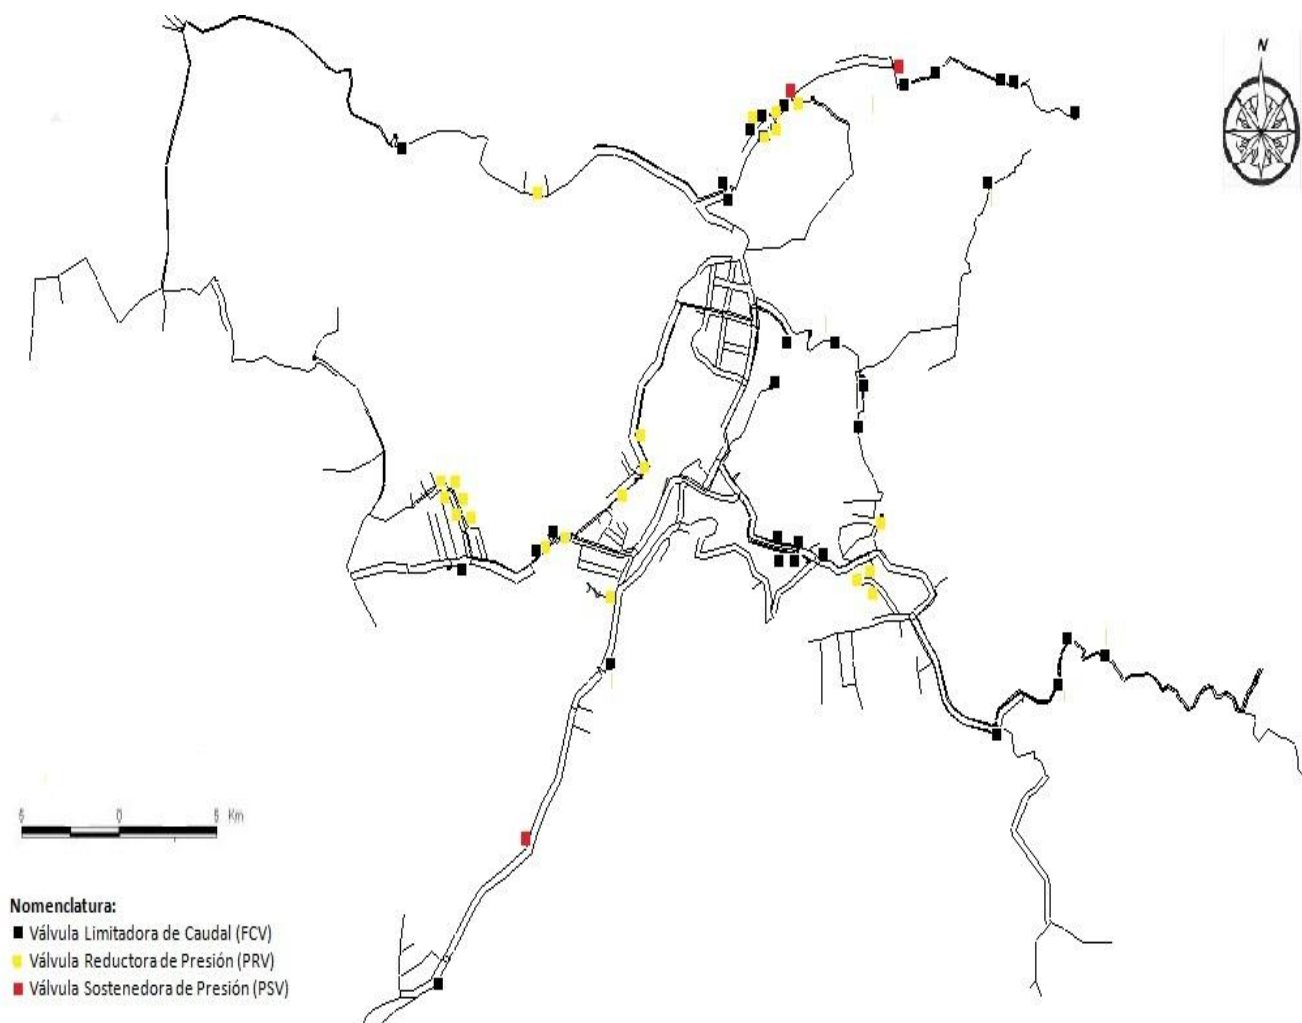 N
5 0 5 Km
Nomenclatura:
Válvula Limitadora de Caudal (FCV)
Válvula Reductora de Presión (PRV)
Válvula Sostenedora de Presión (PSV)